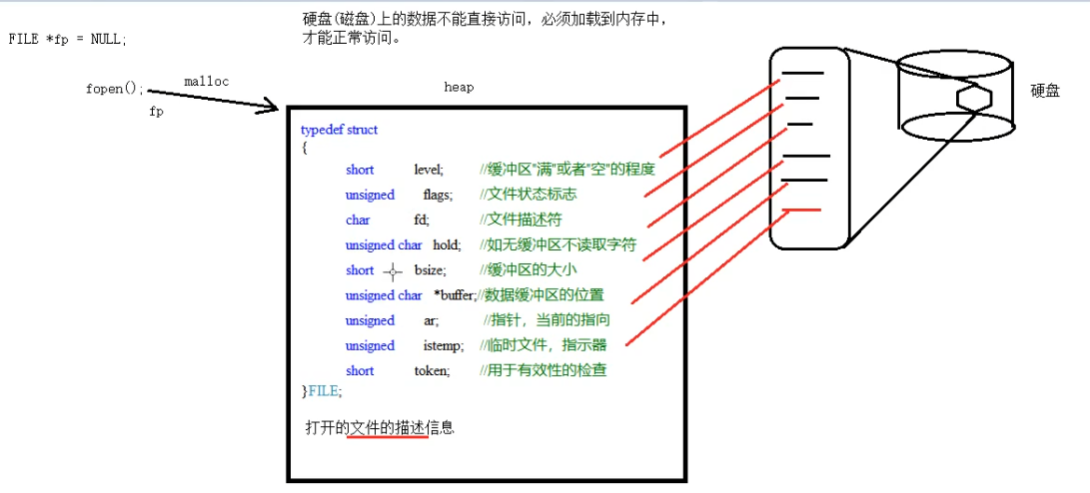 硬盘(磁盘)上的数据不能直接访问，必须加载到内存中，
才能正常访问。
FILE *fp = NULL;
fopen();
malloc
fp
heap
硬盘
typedef struct
{
short level; //缓冲区"满"或者"空"的程度
unsigned flags; //文件状态标志
char fd; //文件描述符
unsigned char hold; //如无缓冲区不读取字符
short bsize; //缓冲区的大小
unsigned char *buffer;//数据缓冲区的位置
unsigned ar; //指针，当前的指向
unsigned istemp; //临时文件，指示器
short token; //用于有效性的检查
}FILE;
打开的文件的描述信息